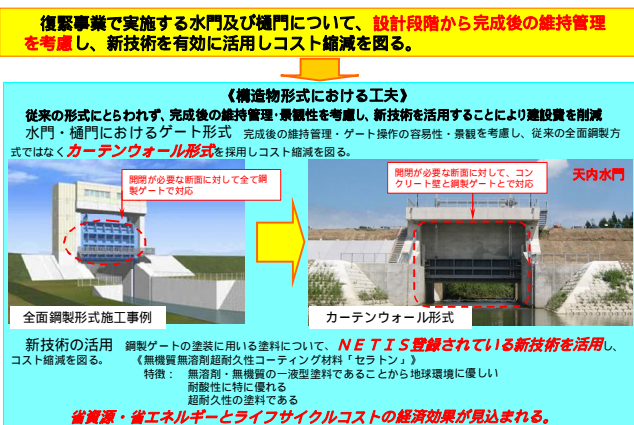 復緊事業で実施する水門及び樋門について、設計段階から完成後の維持管理
を考慮し、新技術を有効に活用しコスト縮減を図る。
《構造物形式における工夫》
従来の形式にとらわれず、完成後の維持管理・景観性を考慮し、新技術を活用することにより建設費を削減
水門・樋門におけるゲート形式　完成後の維持管理・ゲート操作の容易性・景観を考慮し、従来の全面鋼製方
式ではなくカーテンウォール形式を採用しコスト縮減を図る。
開閉が必要な断面に対して全て鋼
製ゲートで対応
全面鋼製形式施工事例
開閉が必要な断面に対して、コン
クリート壁と鋼製ゲートとで対応
天内水門
カーテンウォール形式
新技術の活用　鋼製ゲートの塗装に用いる塗料について、ＮＥＴＩＳ登録されている新技術を活用し、
コスト縮減を図る。　《無機質無溶剤超耐久性コーティング材料「セラトン」》
特徴：　無溶剤・無機質の一液型塗料であることから地球環境に優しい
耐酸性に特に優れる
超耐久性の塗料である
省資源・省エネルギーとライフサイクルコストの経済効果が見込まれる。